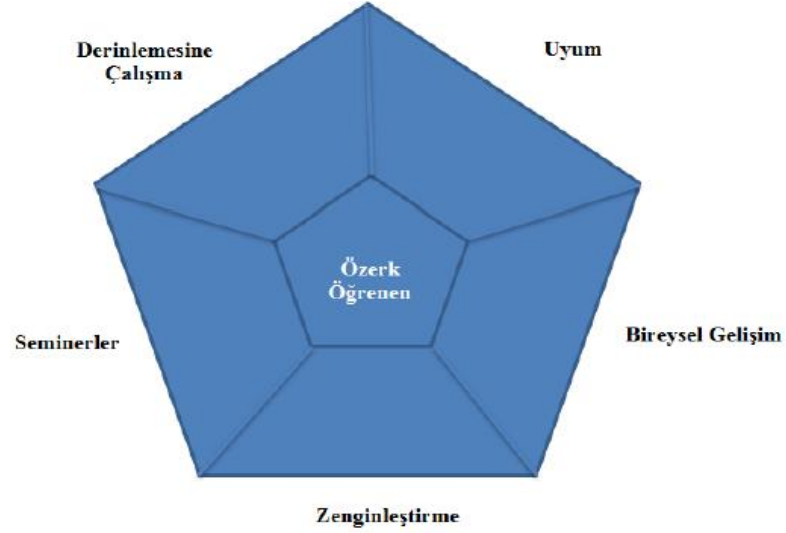 Derinlemesine
Çalışma
Uyum
Özerk
Öğrenen
Seminerler
Bireysel Gelişim
Zenginleştirme